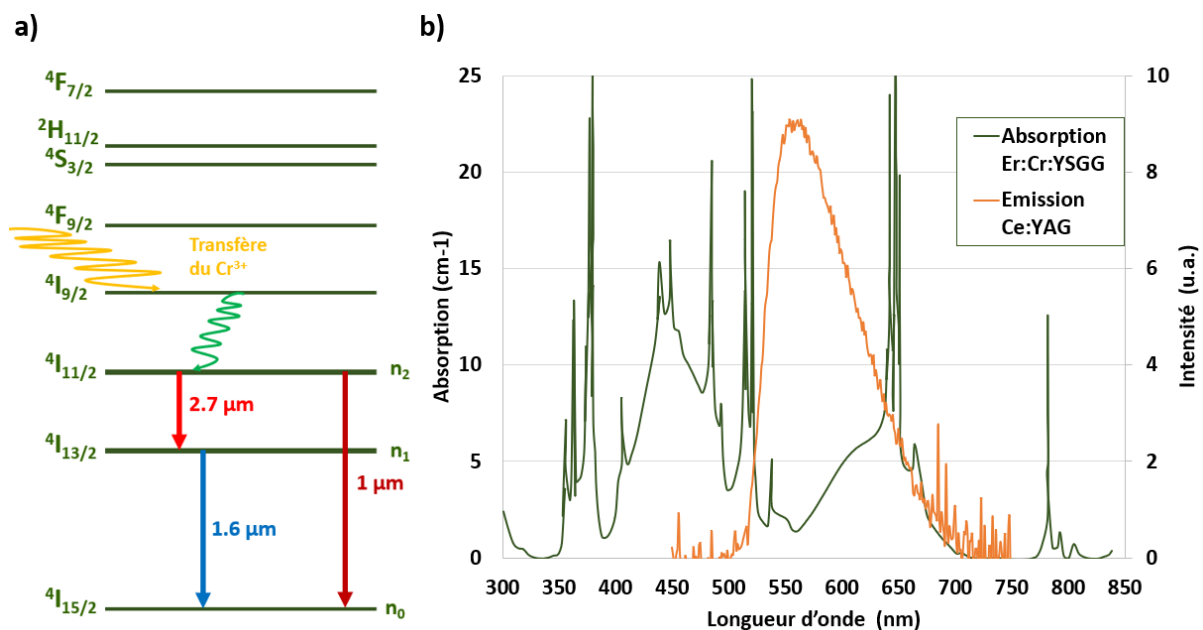 a)
⁴F₇/₂
²H₁₁/₂
⁴S₃/₂
⁴F₉/₂
Transfère
du Cr³⁺
⁴I₉/₂
⁴I₁₁/₂
n₂
2.7 µm
⁴I₁₃/₂
n₁
1 µm
1.6 µm
⁴I₁₅/₂
n₀
b)
25
20
15
10
5
0
Absorption (cm-1)
10
8
6
4
2
0
Intensité (u.a.)
Absorption
Er:Cr:YSGG
Emission
Ce:YAG
300 350 400 450 500 550 600 650 700 750 800 850
Longueur d'onde (nm)